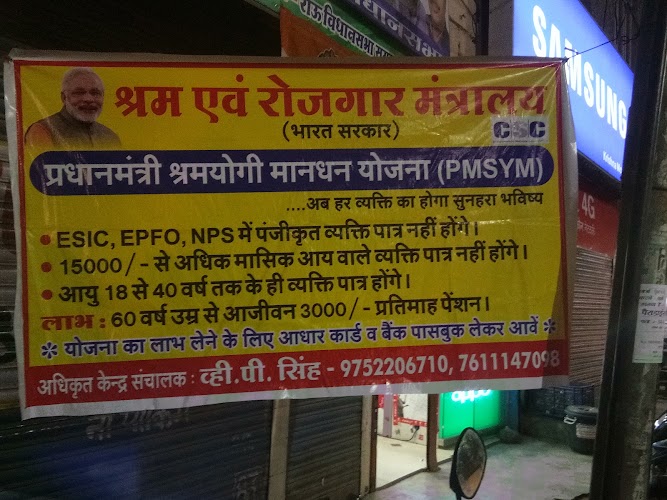 राऊ विधानसभा
श्रम एवं रोजगार मंत्रालय
(भारत सरकार)
CSC
प्रधानमंत्री श्रमयोगी मानधन योजना (PMSYM)
....अब हर व्यक्ति का होगा सुनहरा भविष्य
• ESIC, EPFO, NPS में पंजीकृत व्यक्ति पात्र नहीं होंगे।
• 15000/- से अधिक मासिक आय वाले व्यक्ति पात्र नहीं होंगे।
• आयु 18 से 40 वर्ष तक के ही व्यक्ति पात्र होंगे।
लाभ : 60 वर्ष उम्र से आजीवन 3000/- प्रतिमाह पेंशन।
* योजना का लाभ लेने के लिए आधार कार्ड व बैंक पासबुक लेकर आवें *
अधिकृत केन्द्र संचालक : व्ही.पी. सिंह - 9752206710, 7611147098
SAMSUNG
4G
oppo